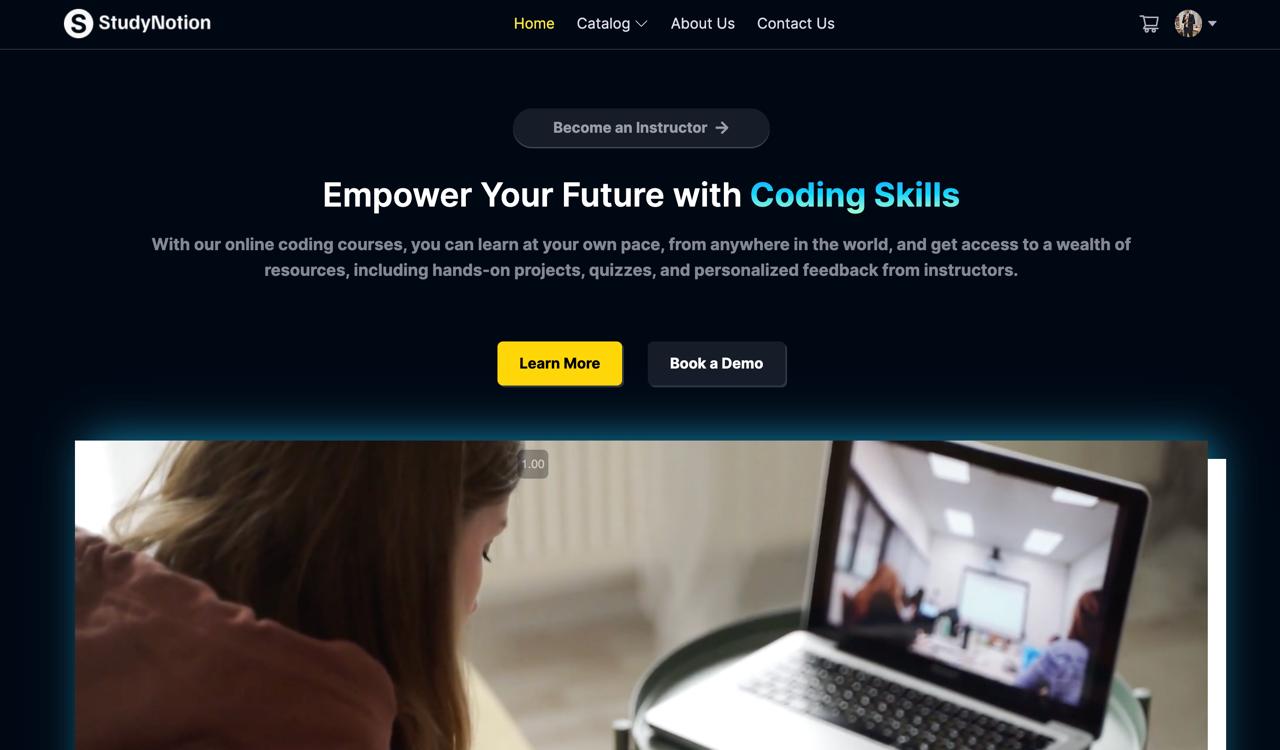 S StudyNotion
Home Catalog About Us Contact Us
Become an Instructor →
Empower Your Future with Coding Skills
With our online coding courses, you can learn at your own pace, from anywhere in the world, and get access to a wealth of
resources, including hands-on projects, quizzes, and personalized feedback from instructors.
Learn More Book a Demo
1.00